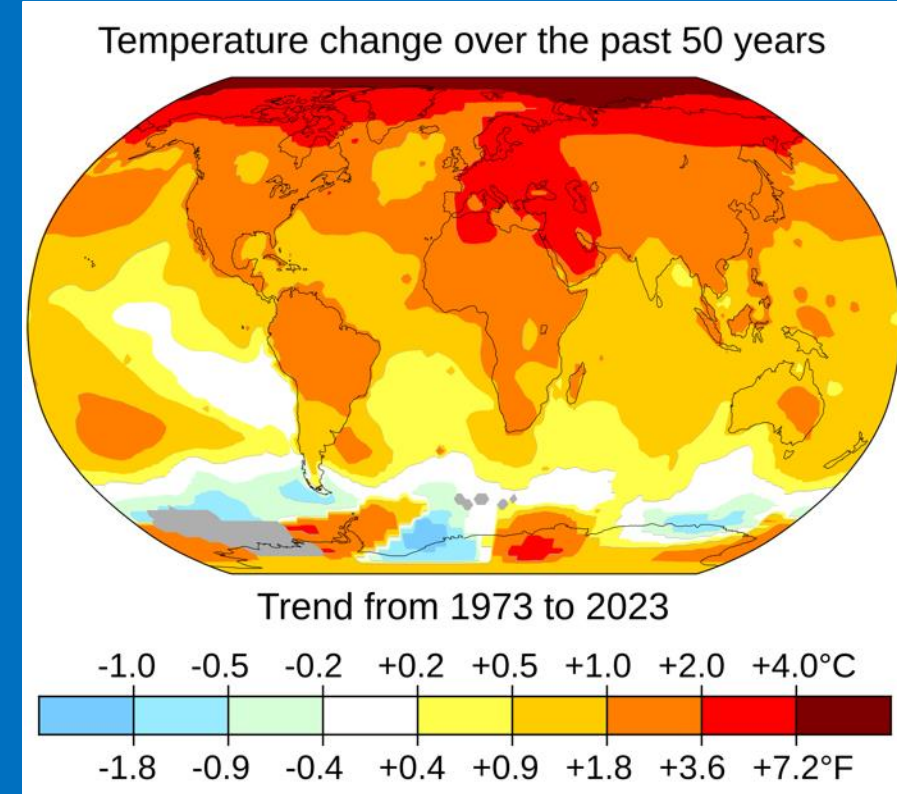 Temperature change over the past 50 years
Trend from 1973 to 2023
-1.0 -0.5 -0.2 +0.2 +0.5 +1.0 +2.0 +4.0°C
-1.8 -0.9 -0.4 +0.4 +0.9 +1.8 +3.6 +7.2°F